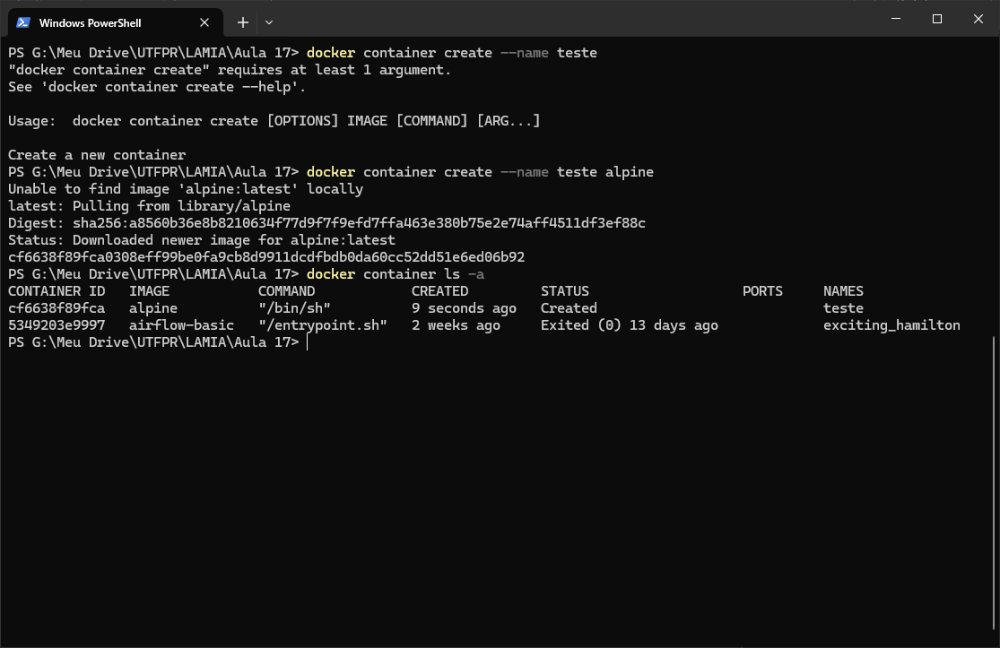 Windows PowerShell
PS G:\Meu Drive\UTFPR\LAMIA\Aula 17> docker container create --name teste
"docker container create" requires at least 1 argument.
See 'docker container create --help'.
Usage:  docker container create [OPTIONS] IMAGE [COMMAND] [ARG...]
Create a new container
PS G:\Meu Drive\UTFPR\LAMIA\Aula 17> docker container create --name teste alpine
Unable to find image 'alpine:latest' locally
latest: Pulling from library/alpine
Digest: sha256:a8560b36e8b8210634f77d9f7f9efd7ffa463e380b75e2e74aff4511df3ef88c
Status: Downloaded newer image for alpine:latest
cf6638f89fca0308eff99be0fa9cb8d9911dcdfbdb0da60cc52dd51e6ed06b92
PS G:\Meu Drive\UTFPR\LAMIA\Aula 17> docker container ls -a
CONTAINER ID   IMAGE           COMMAND            CREATED         STATUS                   PORTS     NAMES
cf6638f89fca   alpine          "/bin/sh"          9 seconds ago   Created                            teste
5349203e9997   airflow-basic   "/entrypoint.sh"   2 weeks ago     Exited (0) 13 days ago             exciting_hamilton
PS G:\Meu Drive\UTFPR\LAMIA\Aula 17>